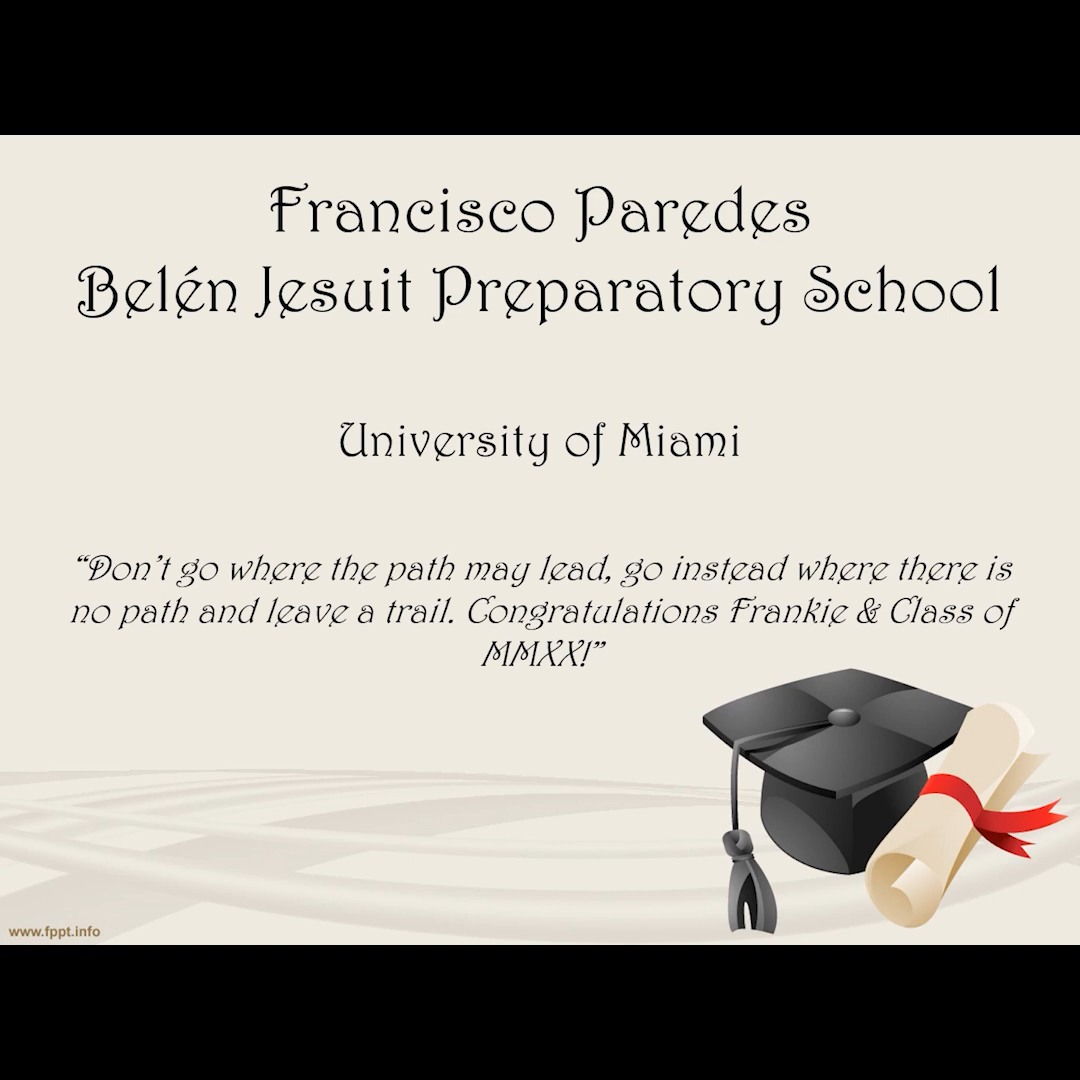 Francisco Paredes
Belén Jesuit Preparatory School
University of Miami
“Don’t go where the path may lead, go instead where there is
no path and leave a trail. Congratulations Frankie & Class of
MMXX!”
www.fppt.info